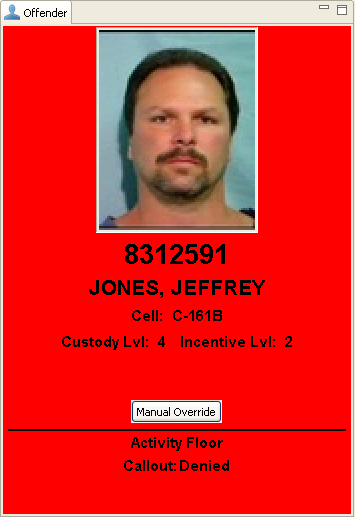 Offender
8312591
JONES, JEFFREY
Cell: C-161B
Custody Lvl: 4 Incentive Lvl: 2
Manual Override
Activity Floor
Callout: Denied